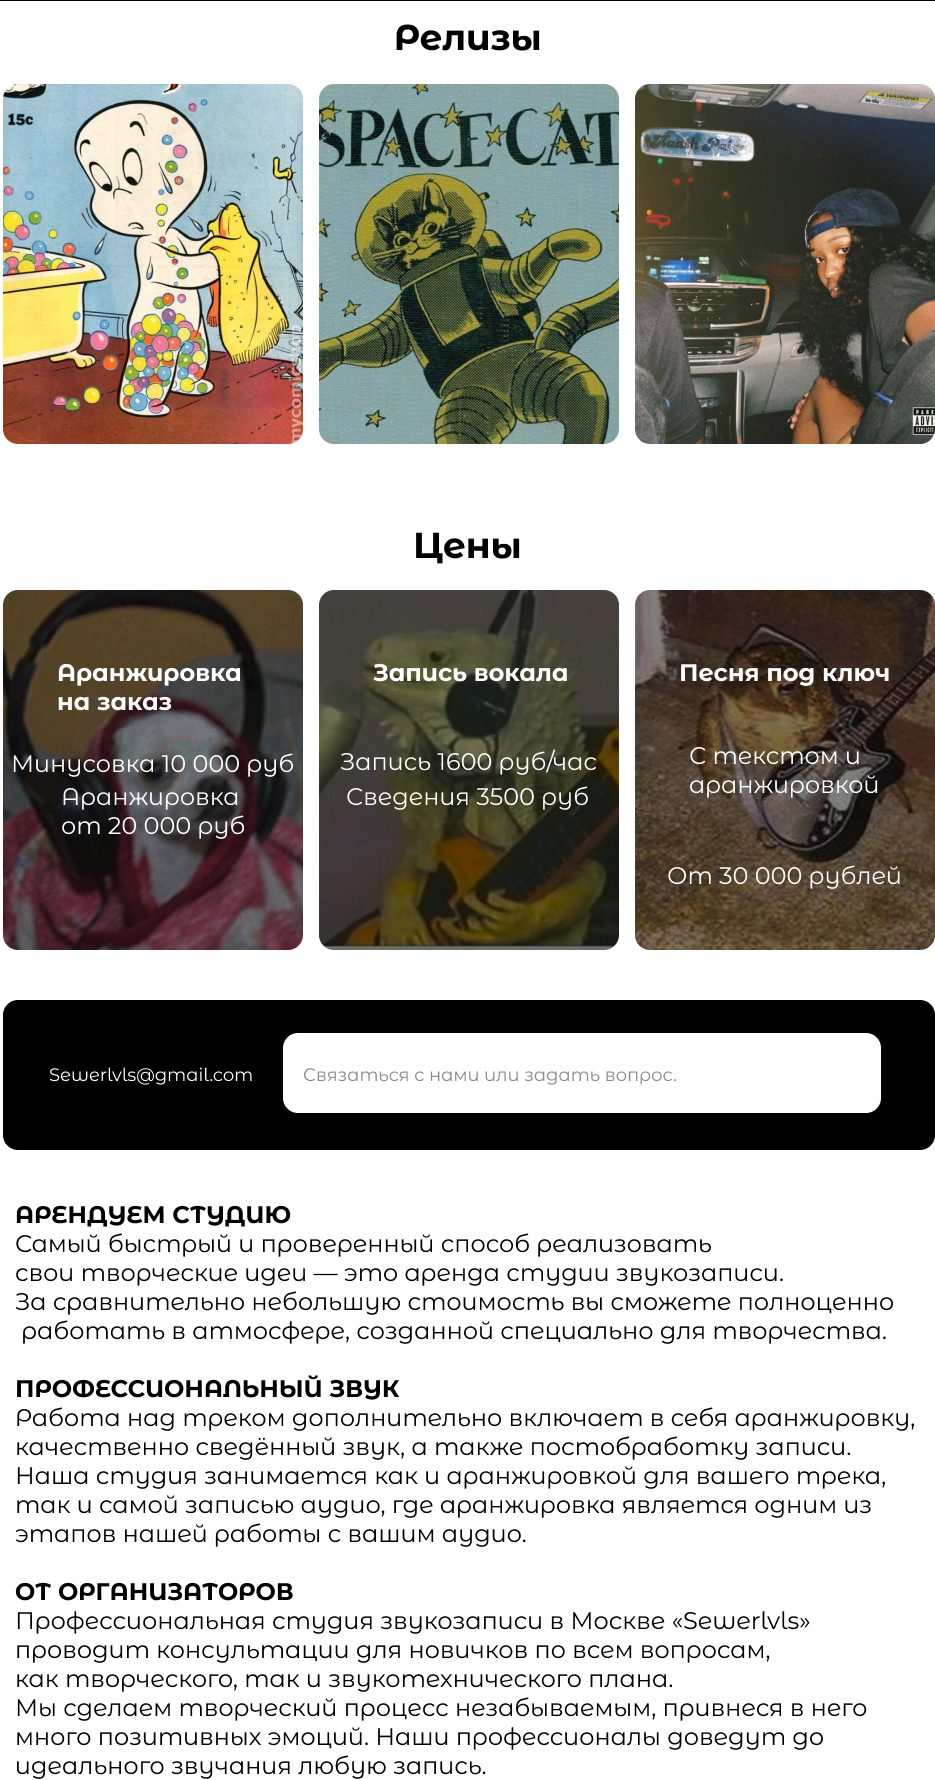 Релизы
15c
SPACE CAT
WARNING
PARE
ADVI
EXPLICIT
mycomi
Цены
Аранжировка
на заказ
Минусовка 10 000 руб
Аранжировка
от 20 000 руб
Запись вокала
Запись 1600 руб/час
Сведения 3500 руб
Песня под ключ
С текстом и
аранжировкой
От 30 000 рублей
Sewerlvls@gmail.com
Связаться с нами или задать вопрос.
АРЕНДУЕМ СТУДИЮ
Самый быстрый и проверенный способ реализовать
свои творческие идеи — это аренда студии звукозаписи.
За сравнительно небольшую стоимость вы сможете полноценно
работать в атмосфере, созданной специально для творчества.
ПРОФЕССИОНАЛЬНЫЙ ЗВУК
Работа над треком дополнительно включает в себя аранжировку,
качественно сведённый звук, а также постобработку записи.
Наша студия занимается как и аранжировкой для вашего трека,
так и самой записью аудио, где аранжировка является одним из
этапов нашей работы с вашим аудио.
ОТ ОРГАНИЗАТОРОВ
Профессиональная студия звукозаписи в Москве «Sewerlvls»
проводит консультации для новичков по всем вопросам,
как творческого, так и звукотехнического плана.
Мы сделаем творческий процесс незабываемым, привнеся в него
много позитивных эмоций. Наши профессионалы доведут до
идеального звучания любую запись.